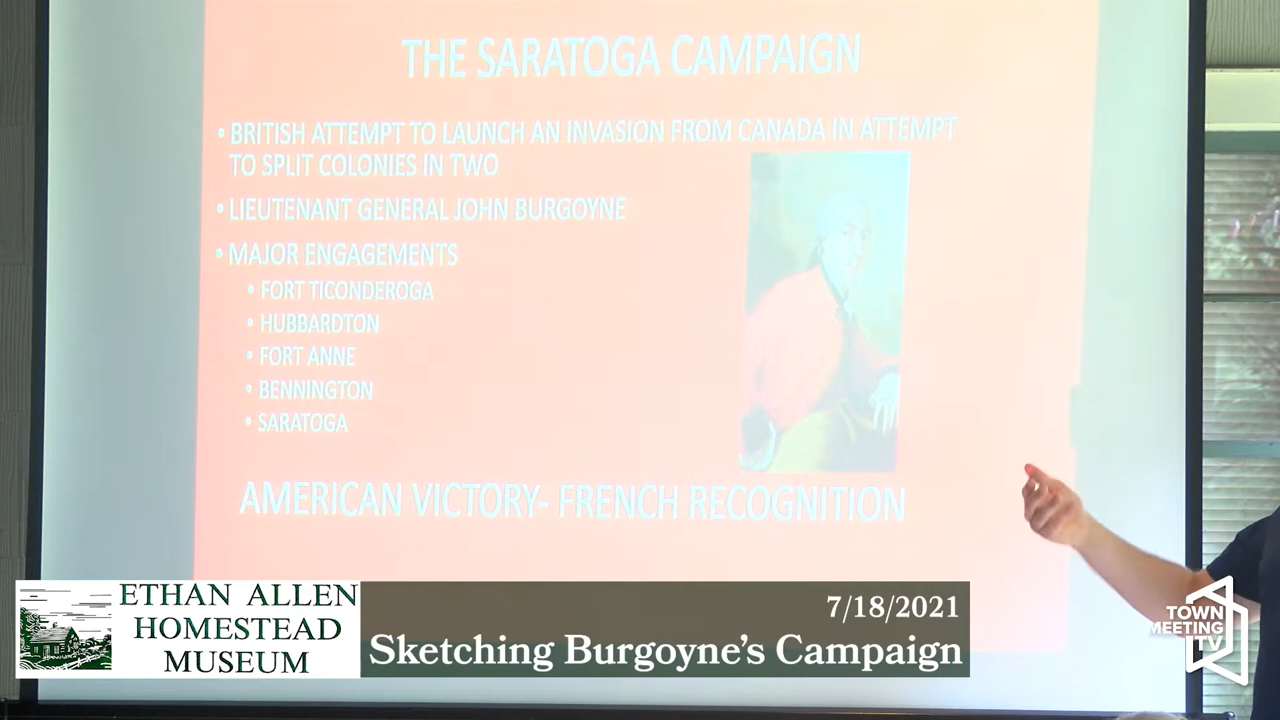 THE SARATOGA CAMPAIGN
• BRITISH ATTEMPT TO LAUNCH AN INVASION FROM CANADA IN ATTEMPT
TO SPLIT COLONIES IN TWO
• LIEUTENANT GENERAL JOHN BURGOYNE
• MAJOR ENGAGEMENTS
• FORT TICONDEROGA
• HUBBARDTON
• FORT ANNE
• BENNINGTON
• SARATOGA
AMERICAN VICTORY- FRENCH RECOGNITION
ETHAN ALLEN
HOMESTEAD
MUSEUM
7/18/2021
Sketching Burgoyne's Campaign
TOWN
MEETING
TV